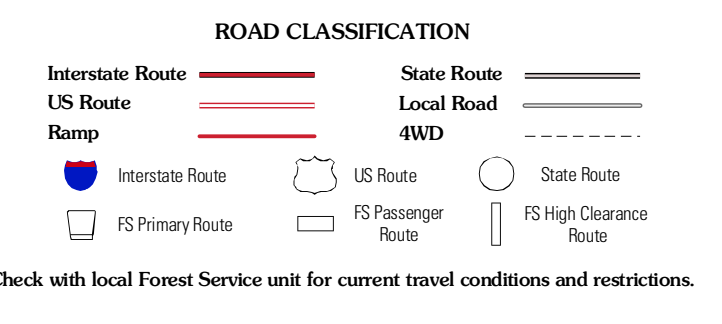 ROAD CLASSIFICATION
Interstate Route
State Route
US Route
Local Road
Ramp
4WD
Interstate Route
US Route
State Route
FS Primary Route
FS Passenger
Route
FS High Clearance
Route
with local Forest Service unit for current travel conditions and restrictions.